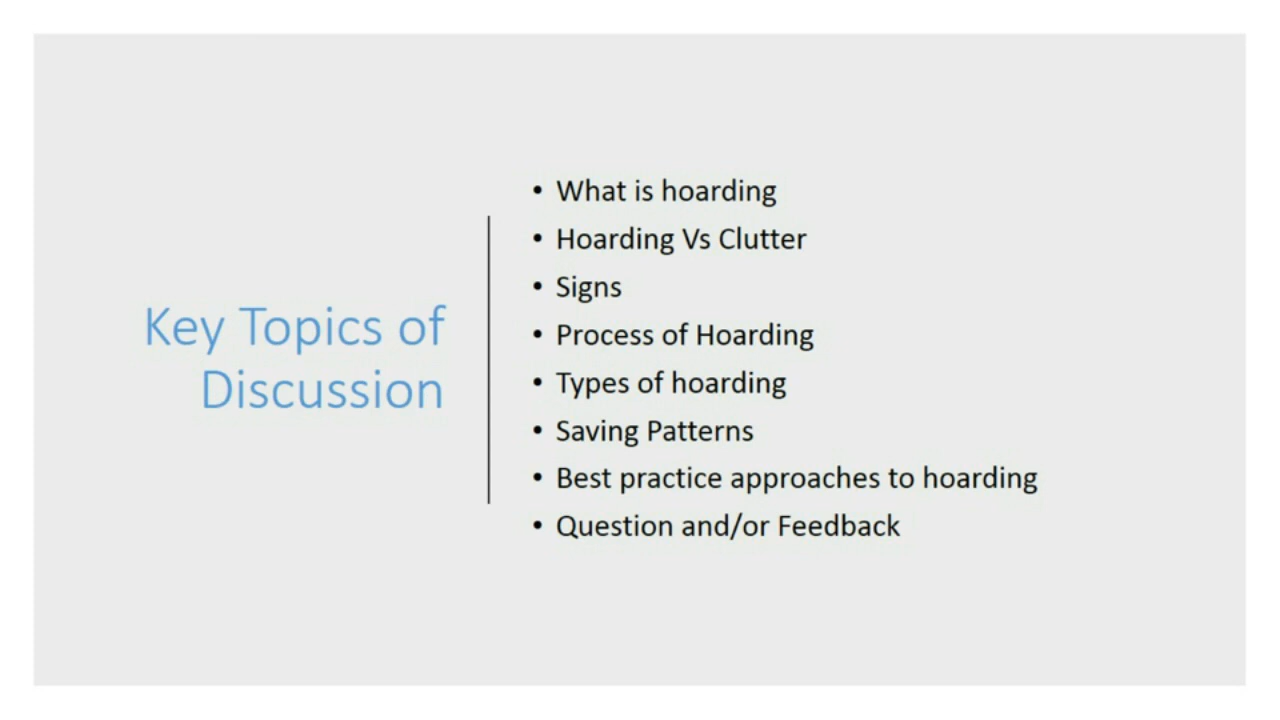 Key Topics of
Discussion
• What is hoarding
• Hoarding Vs Clutter
• Signs
• Process of Hoarding
• Types of hoarding
• Saving Patterns
• Best practice approaches to hoarding
• Question and/or Feedback